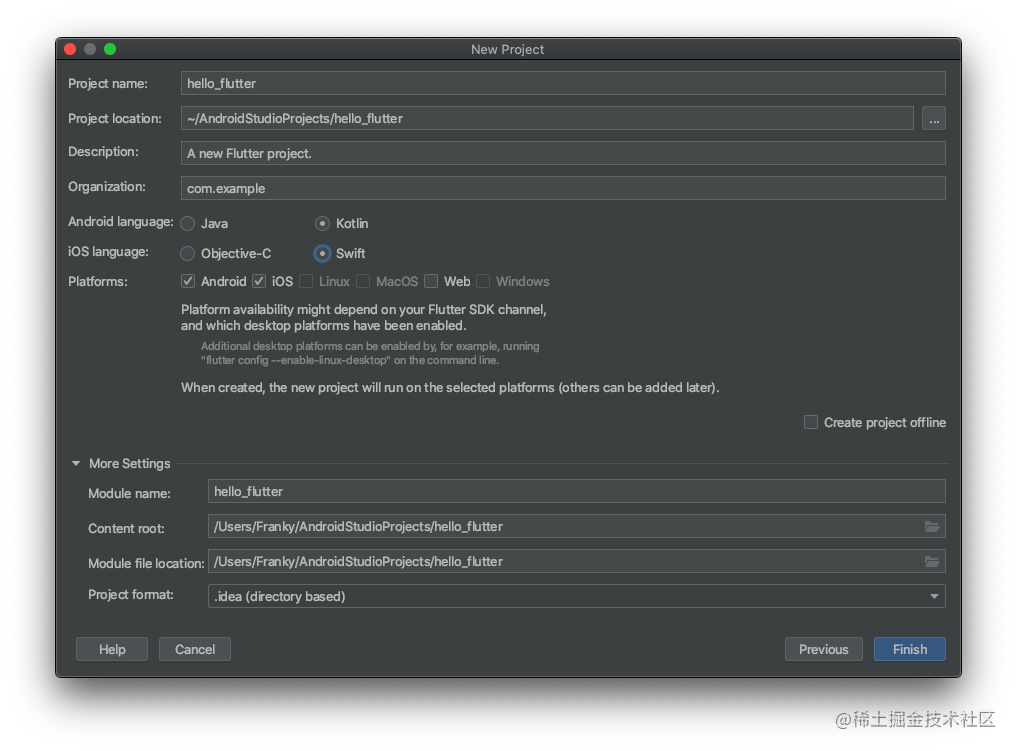 New Project
Project name: hello_flutter
Project location: ~/AndroidStudioProjects/hello_flutter ...
Description: A new Flutter project.
Organization: com.example
Android language: Java Kotlin
iOS language: Objective-C Swift
Platforms: Android iOS Linux MacOS Web Windows
Platform availability might depend on your Flutter SDK channel,
and which desktop platforms have been enabled.
Additional desktop platforms can be enabled by, for example, running
"flutter config --enable-linux-desktop" on the command line.
When created, the new project will run on the selected platforms (others can be added later).
Create project offline
More Settings
Module name: hello_flutter
Content root: /Users/Franky/AndroidStudioProjects/hello_flutter
Module file location: /Users/Franky/AndroidStudioProjects/hello_flutter
Project format: .idea (directory based)
Help Cancel Previous Finish
@稀土掘金技术社区